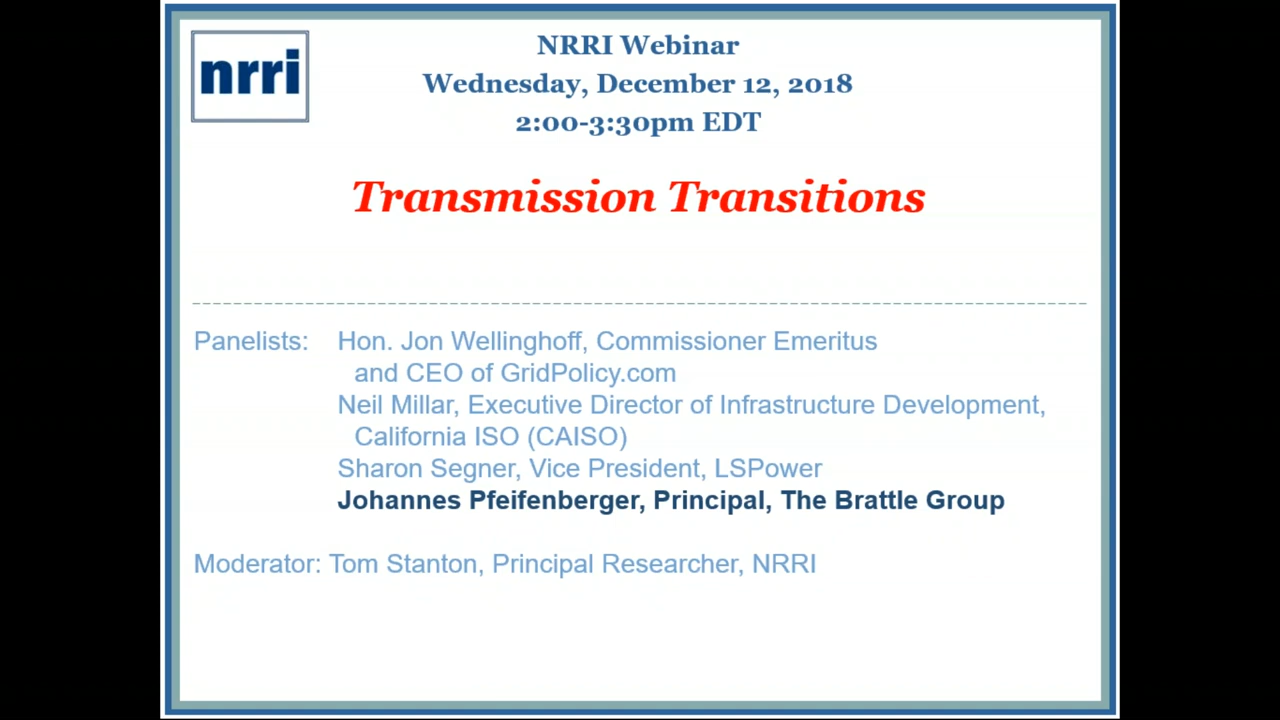 nrri
NRRI Webinar
Wednesday, December 12, 2018
2:00-3:30pm EDT
Transmission Transitions
Panelists: Hon. Jon Wellinghoff, Commissioner Emeritus
and CEO of GridPolicy.com
Neil Millar, Executive Director of Infrastructure Development,
California ISO (CAISO)
Sharon Segner, Vice President, LSPower
Johannes Pfeifenberger, Principal, The Brattle Group
Moderator: Tom Stanton, Principal Researcher, NRRI